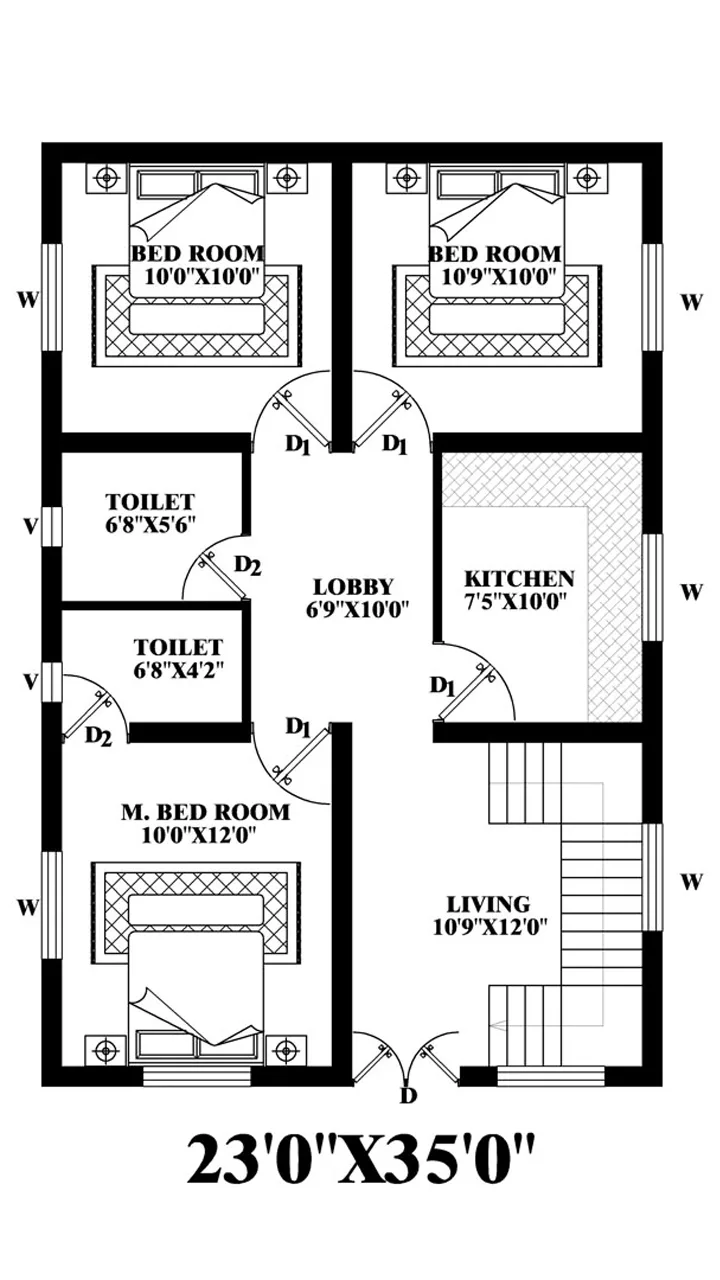 BED ROOM
10'0"X10'0"
BED ROOM
10'9"X10'0"
W
W
D1
D1
TOILET
6'8"X5'6"
V
D2
LOBBY
6'9"X10'0"
KITCHEN
7'5"X10'0"
W
TOILET
6'8"X4'2"
V
D1
D2
D1
M. BED ROOM
10'0"X12'0"
W
W
LIVING
10'9"X12'0"
D
23'0"X35'0"